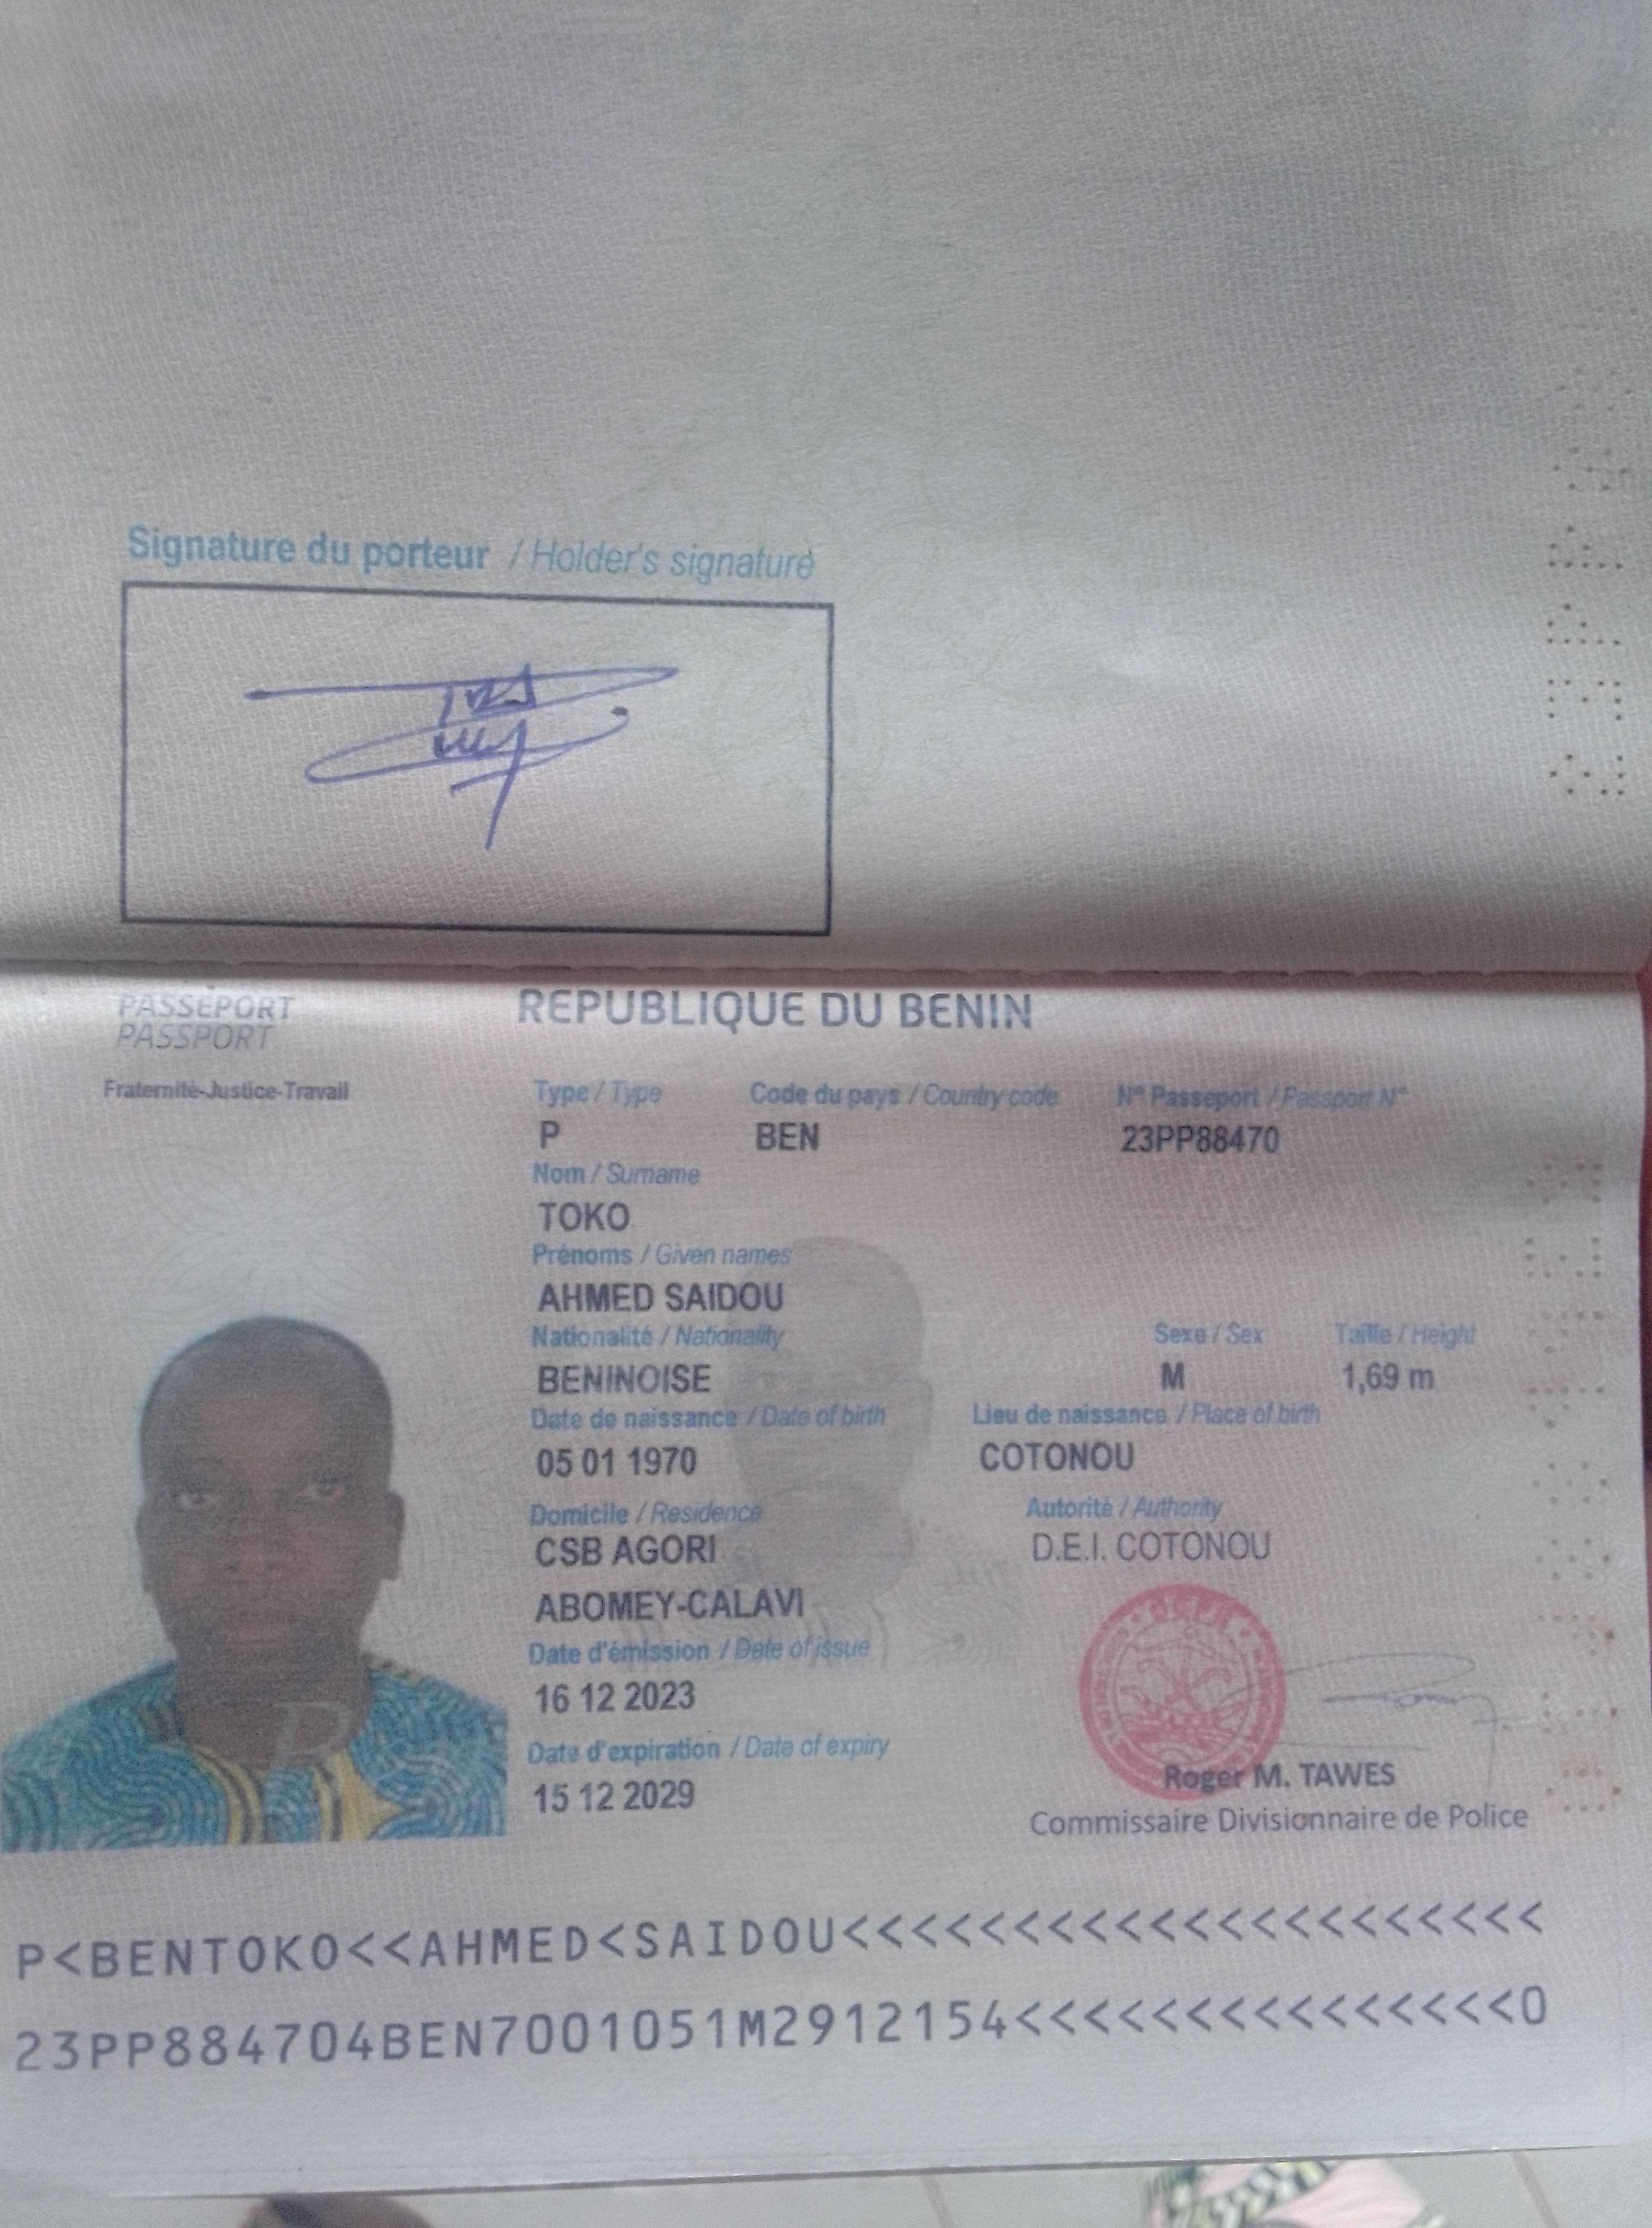 Signature du porteur / Holder's signature
PASSEPORT
PASSPORT
REPUBLIQUE DU BENIN
Fraternité-Justice-Travail
Type / Type Code du pays / Country code N° Passeport / Passport N°
P BEN 23PP88470
Nom / Surname
TOKO
Prénoms / Given names
AHMED SAIDOU
Nationalité / Nationality Sexe / Sex Taille / Height
BENINOISE M 1,69 m
Date de naissance / Date of birth Lieu de naissance / Place of birth
05 01 1970 COTONOU
Domicile / Residence Autorité / Authority
CSB AGORI D.E.I. COTONOU
ABOMEY-CALAVI
Date d'émission / Date of issue
16 12 2023
Date d'expiration / Date of expiry
15 12 2029
Roger M. TAWES
Commissaire Divisionnaire de Police
P<BENTOKO<<AHMED<SAIDOU<<<<<<<<<<<<<<<<<<<<<
23PP884704BEN7001051M2912154<<<<<<<<<<<<<<<0